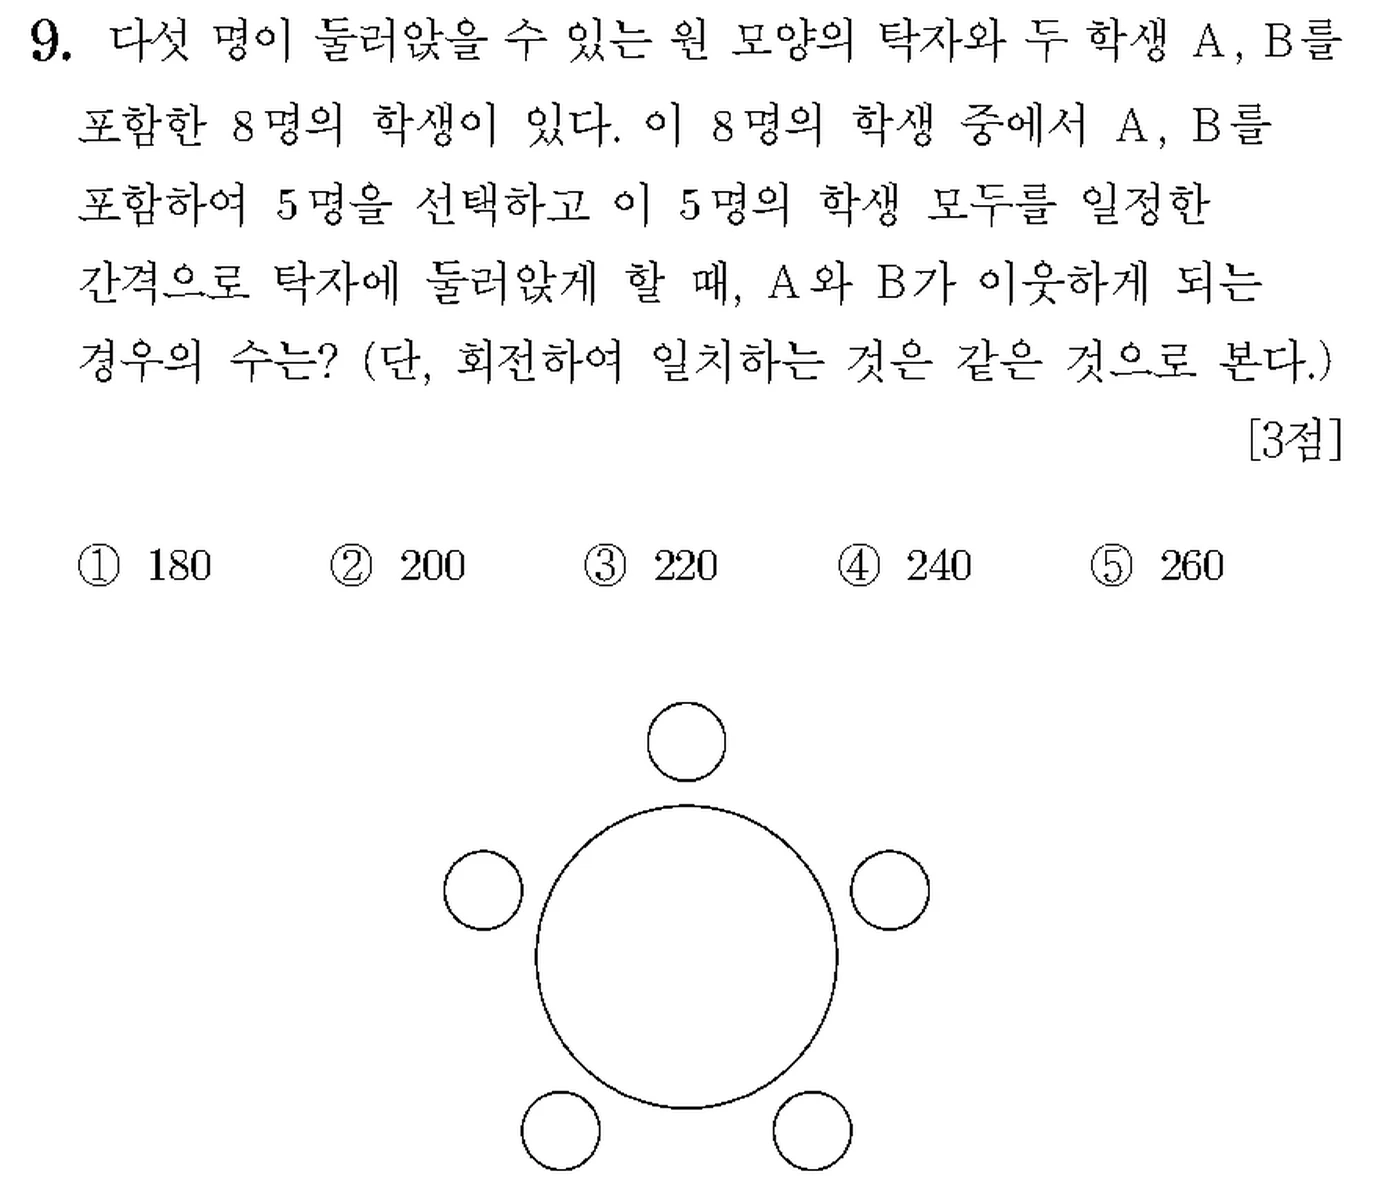 9. 다섯 명이 둘러앉을 수 있는 원 모양의 탁자와 두 학생 A, B를
포함한 8명의 학생이 있다. 이 8명의 학생 중에서 A, B를
포함하여 5명을 선택하고 이 5명의 학생 모두를 일정한
간격으로 탁자에 둘러앉게 할 때, A와 B가 이웃하게 되는
경우의 수는? (단, 회전하여 일치하는 것은 같은 것으로 본다.)
[3점]
① 180 ② 200 ③ 220 ④ 240 ⑤ 260